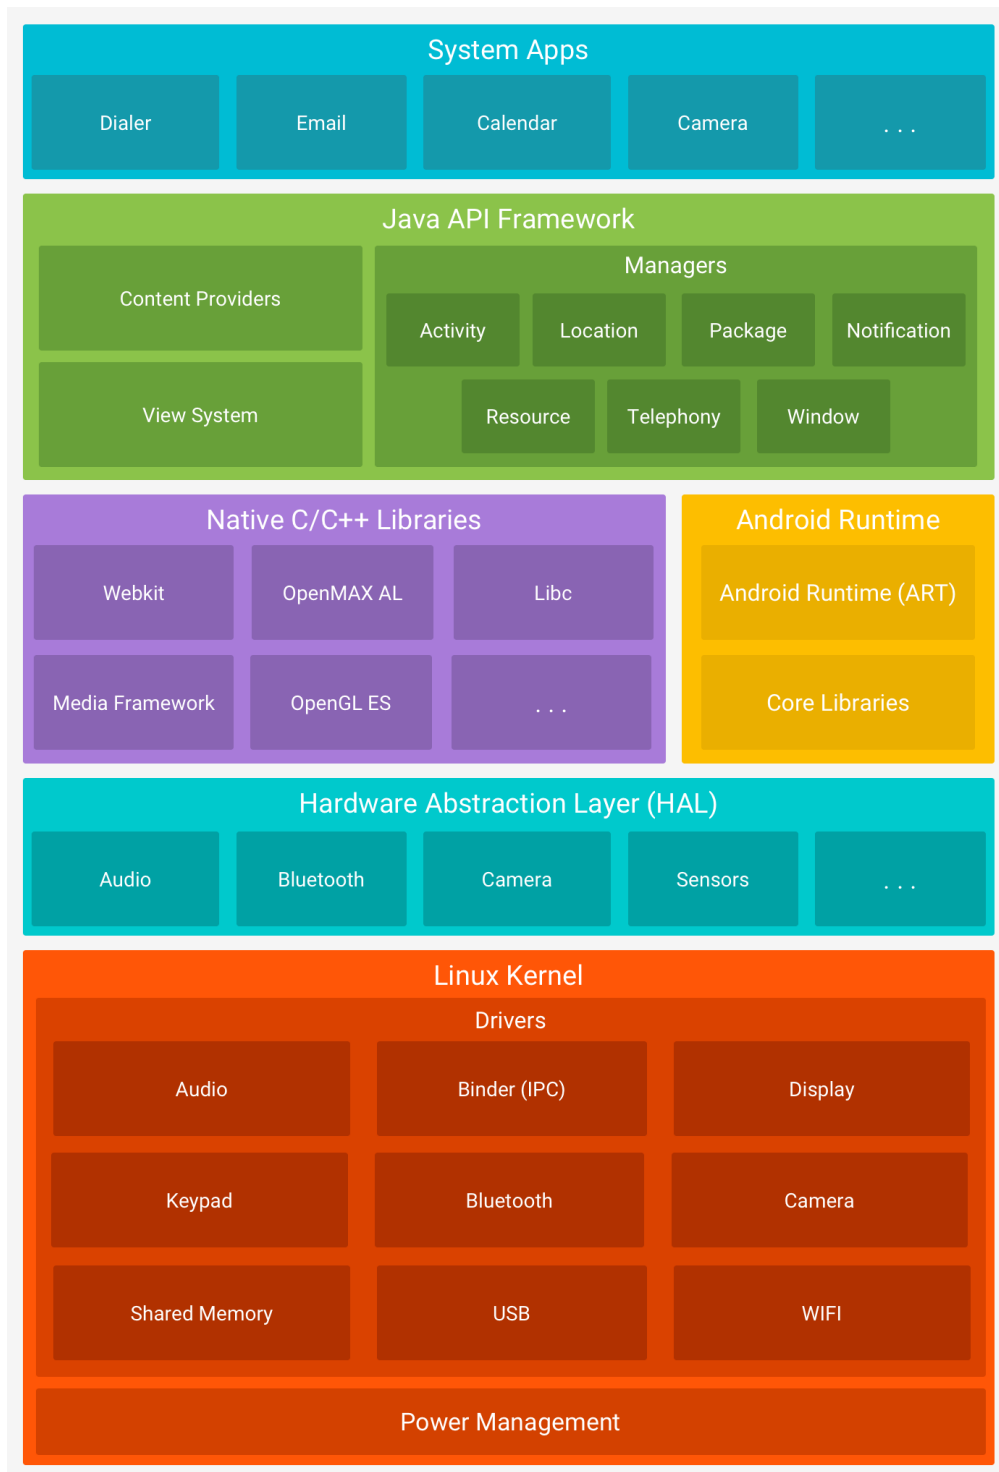 System Apps
Dialer
Email
Calendar
Camera
. . .
Java API Framework
Content Providers
View System
Managers
Activity
Location
Package
Notification
Resource
Telephony
Window
Native C/C++ Libraries
Webkit
OpenMAX AL
Libc
Media Framework
OpenGL ES
. . .
Android Runtime
Android Runtime (ART)
Core Libraries
Hardware Abstraction Layer (HAL)
Audio
Bluetooth
Camera
Sensors
. . .
Linux Kernel
Drivers
Audio
Binder (IPC)
Display
Keypad
Bluetooth
Camera
Shared Memory
USB
WIFI
Power Management